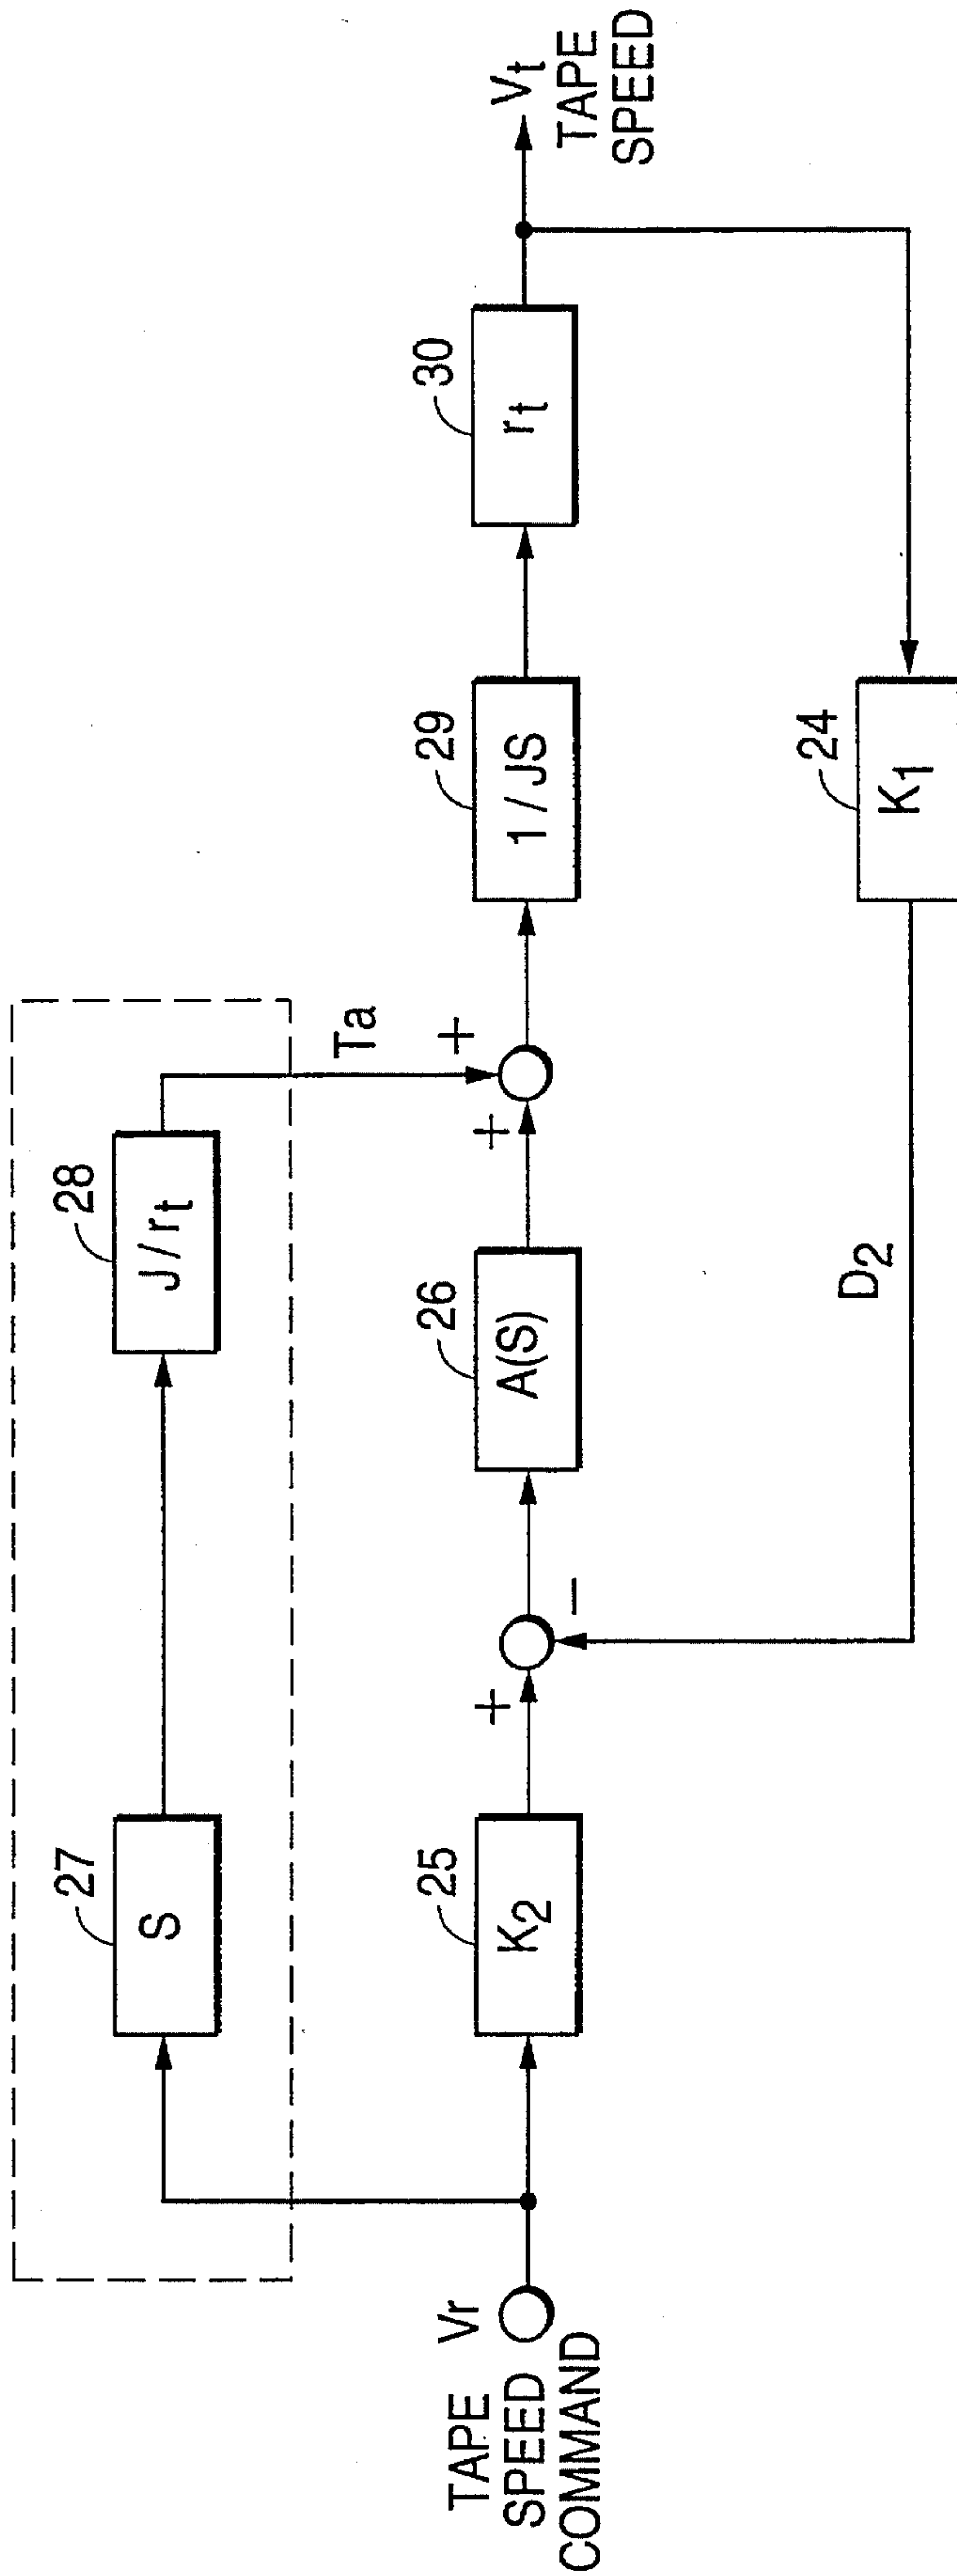 27
S
28
J / rt
Ta
TAPE
SPEED
COMMAND
Vr
25
K2
+
−
26
A(S)
+
+
29
1 / JS
30
rt
Vt
TAPE
SPEED
D2
24
K1